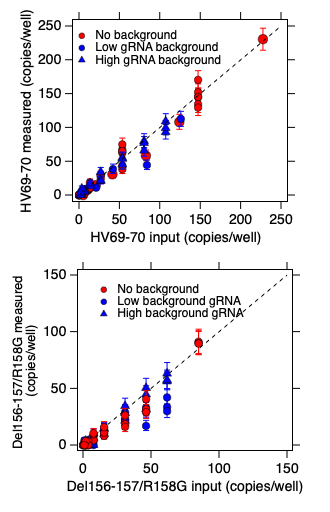 HV69-70 measured (copies/well)
250
200
150
100
50
0
No background
Low gRNA background
High gRNA background
0 50 100 150 200 250
HV69-70 input (copies/well)
Del156-157/R158G measured
(copies/well)
150
100
50
0
No background
Low background gRNA
High background gRNA
0 50 100 150
Del156-157/R158G input (copies/well)